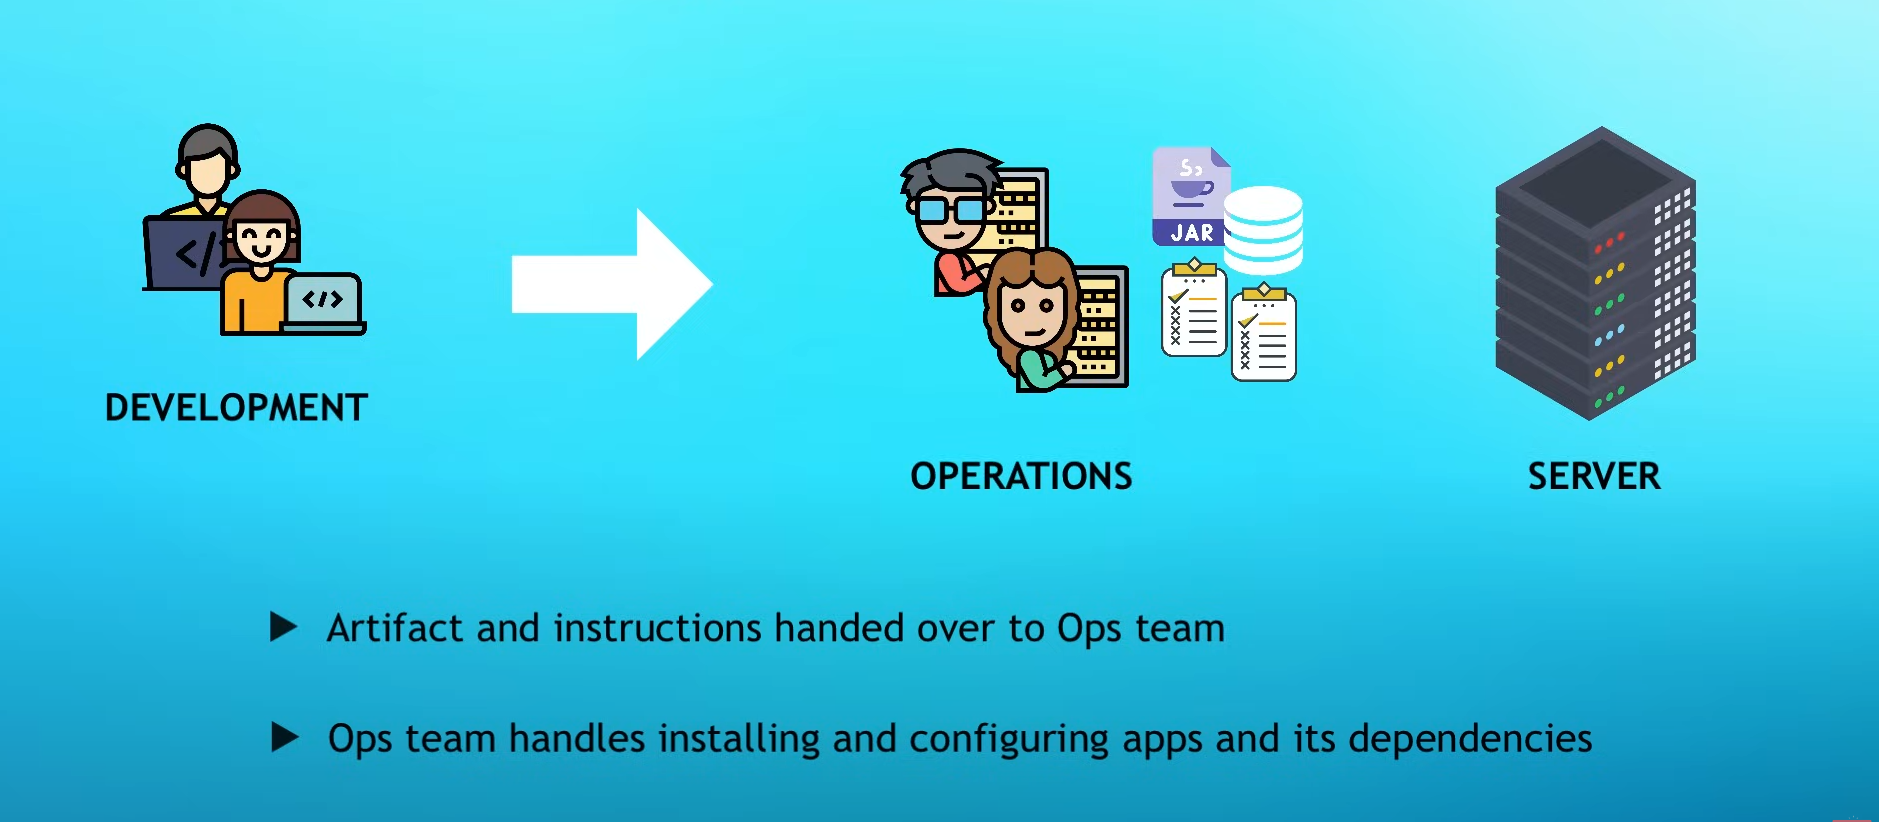 JAR
DEVELOPMENT
OPERATIONS
SERVER
Artifact and instructions handed over to Ops team
Ops team handles installing and configuring apps and its dependencies